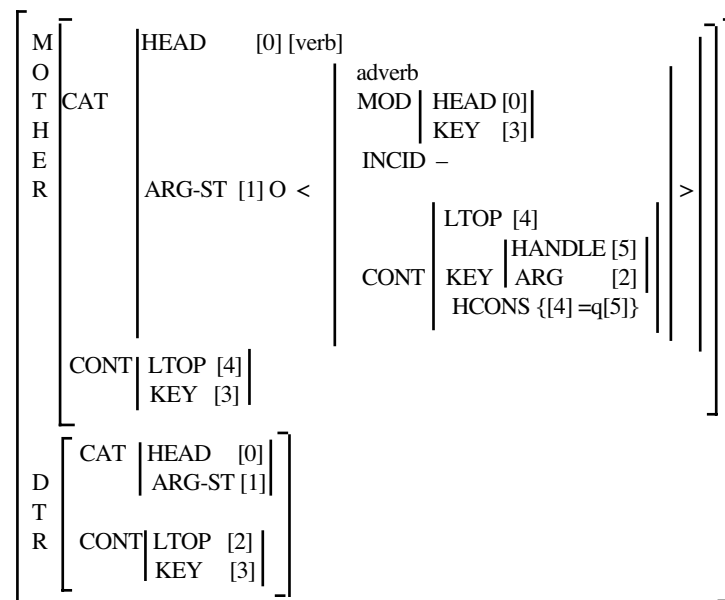 M HEAD [0] [verb]
O adverb
T CAT MOD HEAD [0]
H KEY [3]
E INCID –
R ARG-ST [1] O < >
LTOP [4]
HANDLE [5]
CONT KEY ARG [2]
HCONS {[4] =q[5]}
CONT LTOP [4]
KEY [3]
CAT HEAD [0]
D ARG-ST [1]
T
R CONT LTOP [2]
KEY [3]